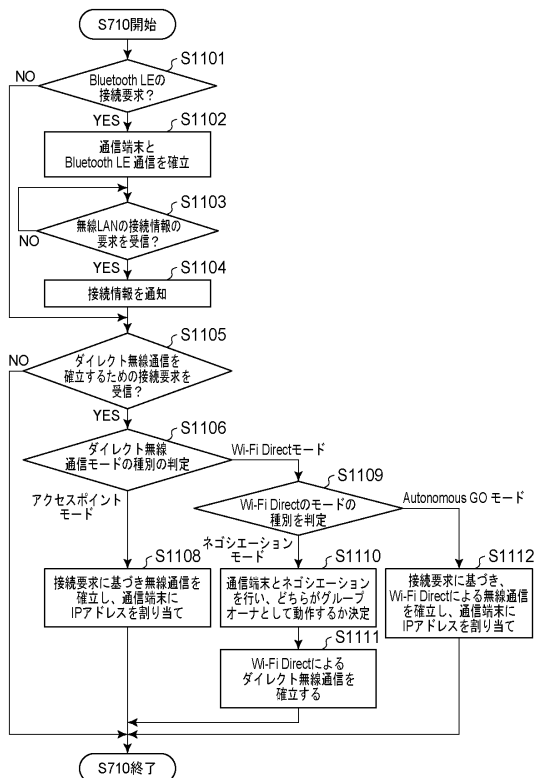 S710開始
S1101
Bluetooth LEの
接続要求？
NO
YES
S1102
通信端末と
Bluetooth LE 通信を確立
S1103
無線LANの接続情報の
要求を受信？
NO
YES
S1104
接続情報を通知
S1105
ダイレクト無線通信を
確立するための接続要求を
受信？
NO
YES
S1106
ダイレクト無線
通信モードの種別の判定
Wi-Fi Directモード
アクセスポイント
モード
S1109
Wi-Fi Directのモードの
種別を判定
Autonomous GO モード
ネゴシエーション
モード
S1108
接続要求に基づき無線通信を
確立し、通信端末に
IPアドレスを割り当て
S1110
通信端末とネゴシエーション
を行い、どちらがグループ
オーナとして動作するか決定
S1112
接続要求に基づき、
Wi-Fi Directによる無線通信
を確立し、通信端末に
IPアドレスを割り当て
S1111
Wi-Fi Directによる
ダイレクト無線通信を
確立する
S710終了